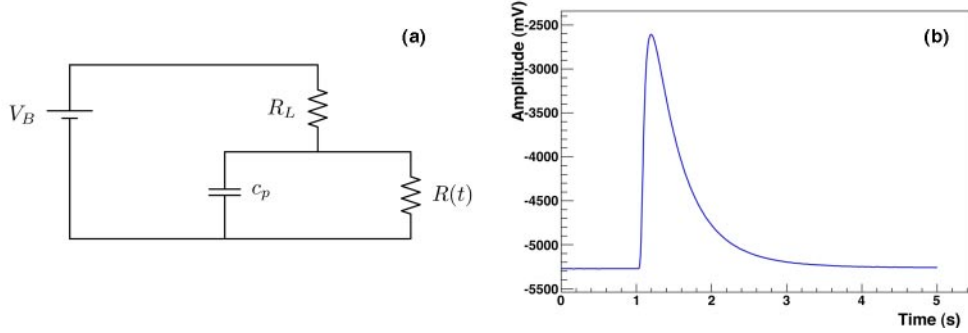 (a)
V_B
R_L
c_p
R(t)
(b)
Amplitude (mV)
-2500
-3000
-3500
-4000
-4500
-5000
-5500
0 1 2 3 4 5
Time (s)